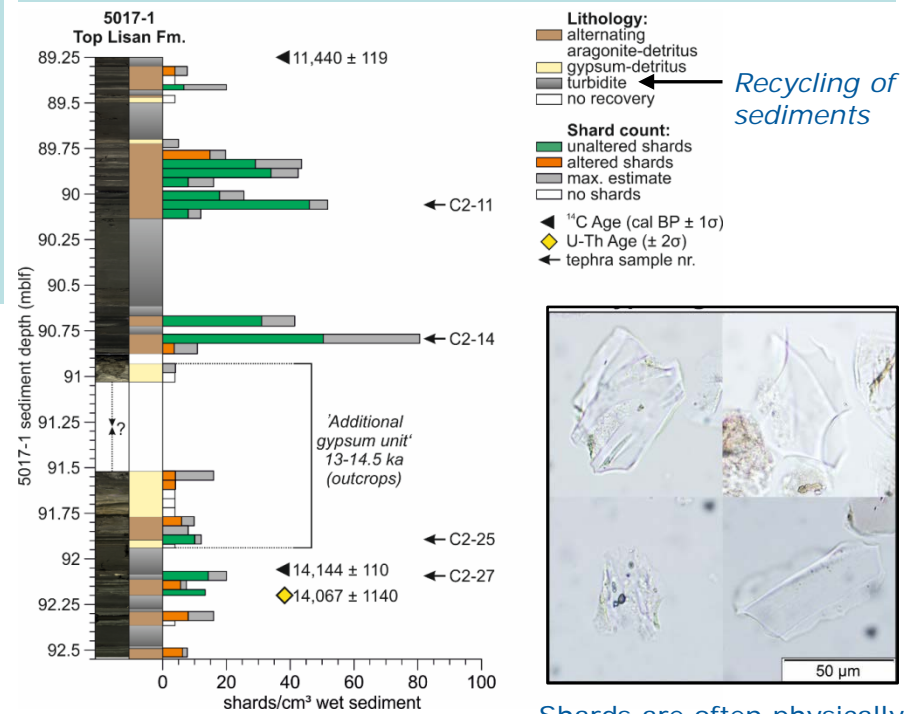 5017-1
Top Lisan Fm.
5017-1 sediment depth (mblf)
89.25
89.5
89.75
90
90.25
90.5
90.75
91
91.25
91.5
91.75
92
92.25
92.5
?
11,440 ± 119
C2-11
C2-14
'Additional
gypsum unit'
13-14.5 ka
(outcrops)
C2-25
14,144 ± 110
C2-27
14,067 ± 1140
0 20 40 60 80 100
shards/cm³ wet sediment
Lithology:
alternating
aragonite-detritus
gypsum-detritus
turbidite
no recovery
Recycling of
sediments
Shard count:
unaltered shards
altered shards
max. estimate
no shards
¹⁴C Age (cal BP ± 1σ)
U-Th Age (± 2σ)
tephra sample nr.
50 µm
Shards are often physically